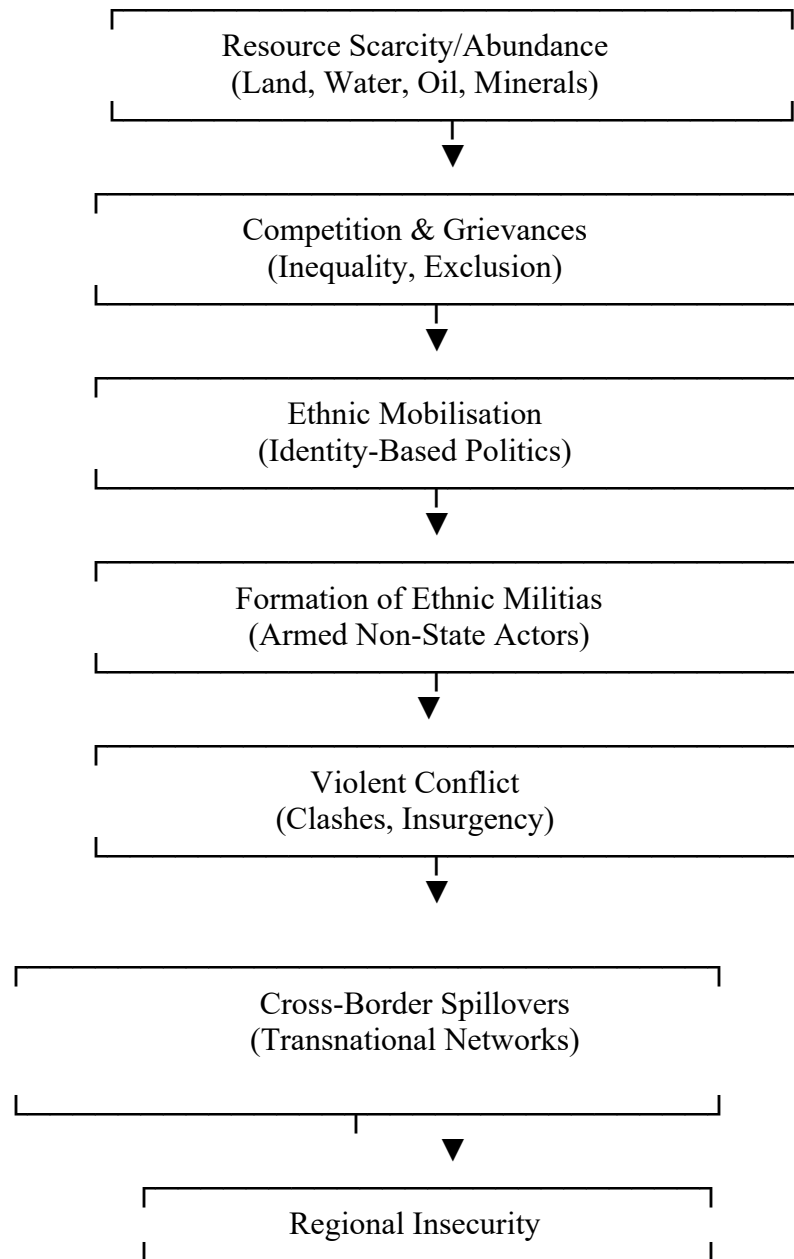 Resource Scarcity/Abundance
(Land, Water, Oil, Minerals)
Competition & Grievances
(Inequality, Exclusion)
Ethnic Mobilisation
(Identity-Based Politics)
Formation of Ethnic Militias
(Armed Non-State Actors)
Violent Conflict
(Clashes, Insurgency)
Cross-Border Spillovers
(Transnational Networks)
Regional Insecurity